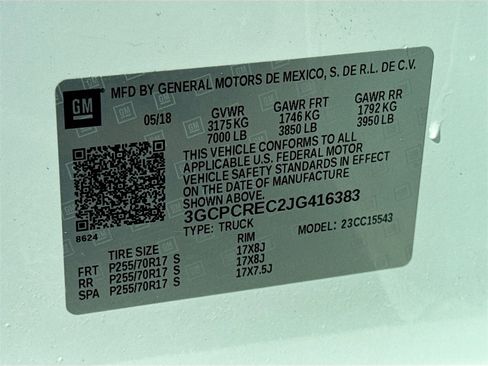 GM
MFD BY GENERAL MOTORS DE MEXICO, S. DE R.L. DE C.V.
05/18 GVWR GAWR FRT GAWR RR
3175 KG 1746 KG 1792 KG
7000 LB 3850 LB 3950 LB
THIS VEHICLE CONFORMS TO ALL
APPLICABLE U.S. FEDERAL MOTOR
VEHICLE SAFETY STANDARDS IN EFFECT
ON THE DATE OF MANUFACTURE
SHOWN ABOVE.
3GCPCREC2JG416383
8624 TYPE: TRUCK MODEL: 23CC15543
TIRE SIZE RIM
FRT P255/70R17 S 17X8J
RR P255/70R17 S 17X8J
SPA P255/70R17 S 17X7.5J